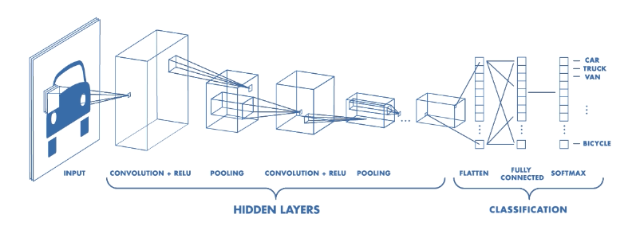 CAR
TRUCK
VAN
BICYCLE
INPUT
CONVOLUTION + RELU
POOLING
CONVOLUTION + RELU
POOLING
FLATTEN
FULLY
CONNECTED
SOFTMAX
HIDDEN LAYERS
CLASSIFICATION